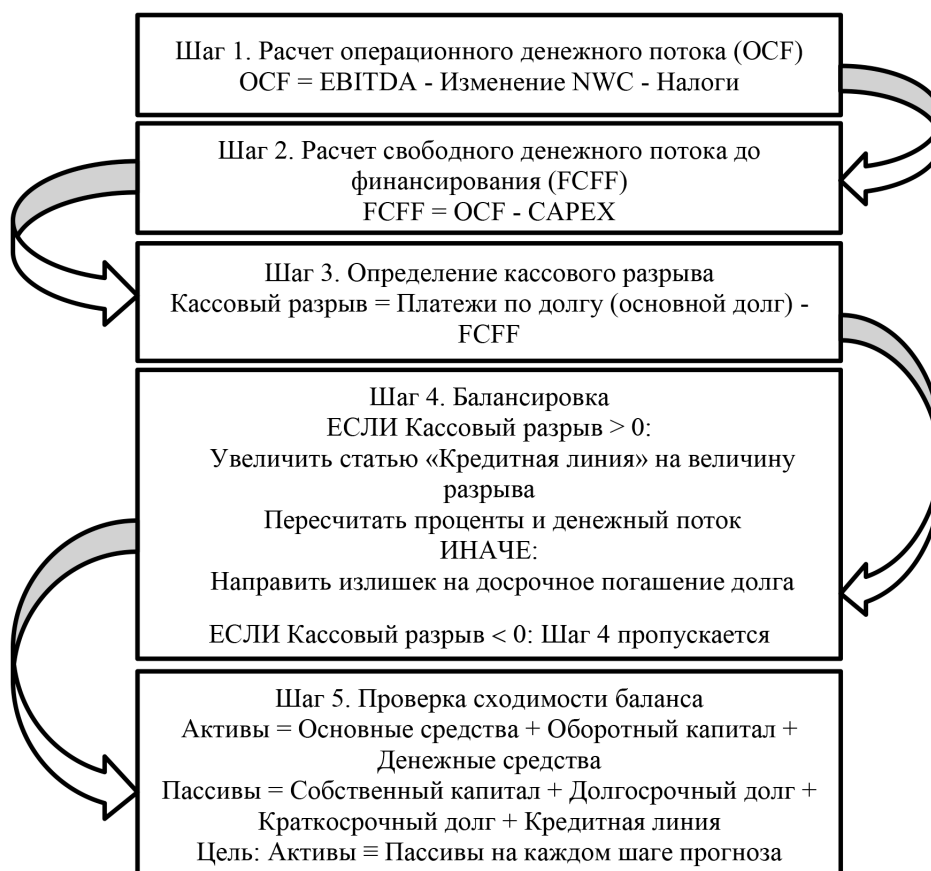 Шаг 1. Расчет операционного денежного потока (OCF)
OCF = EBITDA - Изменение NWC - Налоги
Шаг 2. Расчет свободного денежного потока до
финансирования (FCFF)
FCFF = OCF - CAPEX
Шаг 3. Определение кассового разрыва
Кассовый разрыв = Платежи по долгу (основной долг) -
FCFF
Шаг 4. Балансировка
ЕСЛИ Кассовый разрыв > 0:
Увеличить статью «Кредитная линия» на величину
разрыва
Пересчитать проценты и денежный поток
ИНАЧЕ:
Направить излишек на досрочное погашение долга
ЕСЛИ Кассовый разрыв < 0: Шаг 4 пропускается
Шаг 5. Проверка сходимости баланса
Активы = Основные средства + Оборотный капитал +
Денежные средства
Пассивы = Собственный капитал + Долгосрочный долг +
Краткосрочный долг + Кредитная линия
Цель: Активы ≡ Пассивы на каждом шаге прогноза